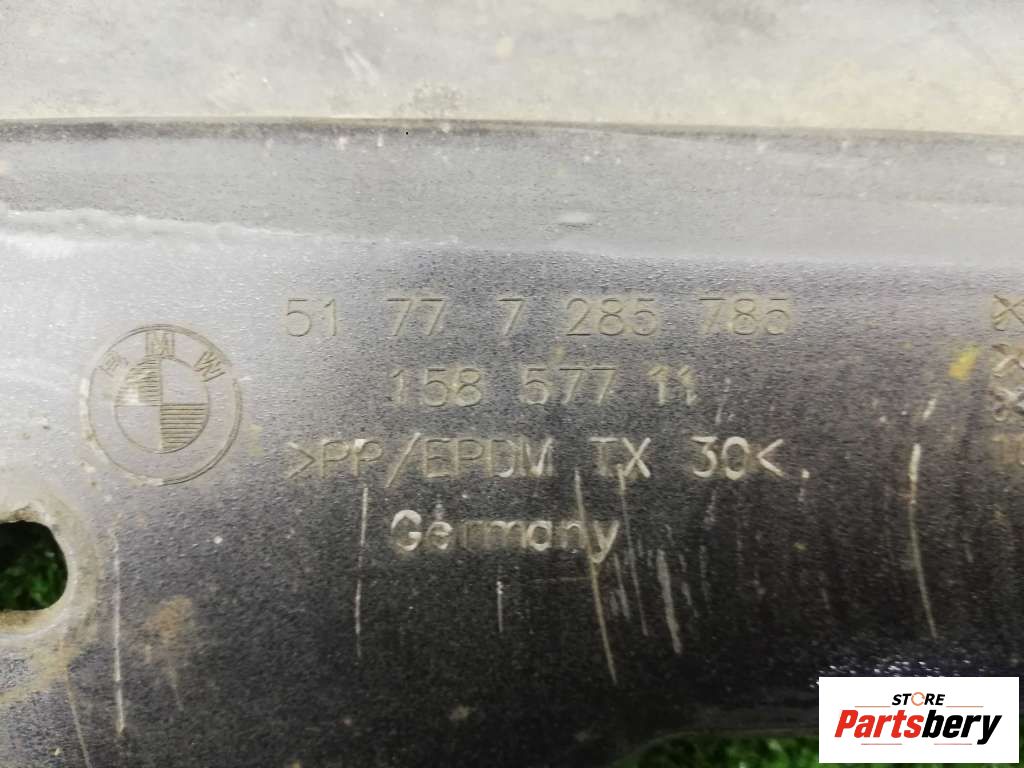 BMW
51 77 7 285 785
158 577 11
>PP/EPDM TX 30<
Germany
STORE
Partsbery